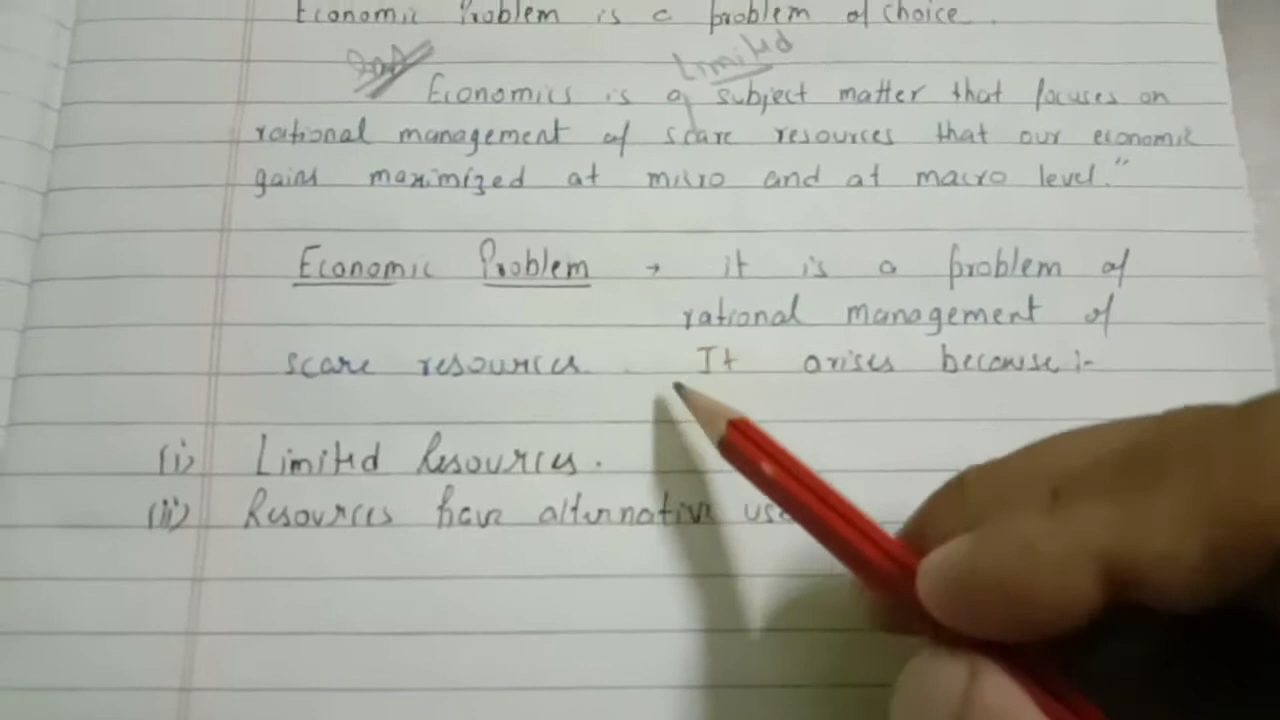 Economic Problem is a problem of choice.
Limited
Economics is a subject matter that focuses on
rational management of scare resources that our economic
gains maximized at micro and at macro level."
Economic Problem → it is a problem of
rational management of
scare resources. It arises because :-
(i) Limited Resources.
(ii) Resources have alternative use